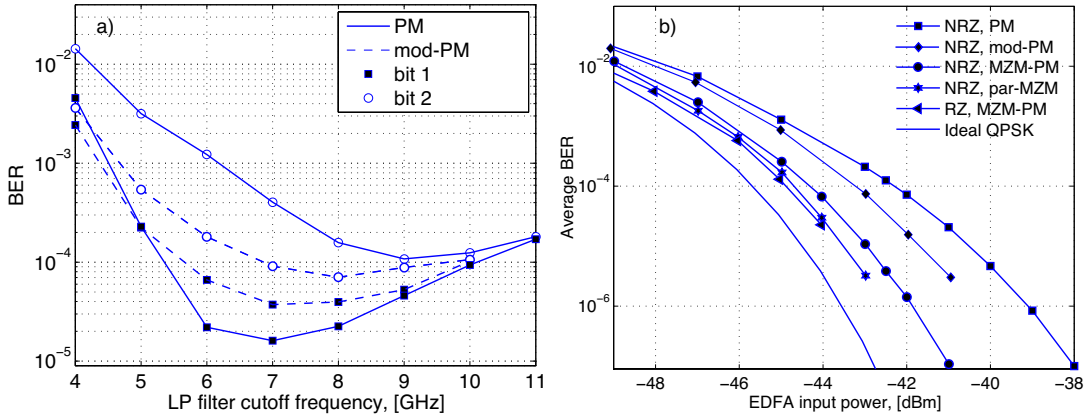 a)
PM
mod-PM
bit 1
bit 2
10⁻²
10⁻³
10⁻⁴
10⁻⁵
BER
4 5 6 7 8 9 10 11
LP filter cutoff frequency, [GHz]
b)
NRZ, PM
NRZ, mod-PM
NRZ, MZM-PM
NRZ, par-MZM
RZ, MZM-PM
Ideal QPSK
10⁻²
10⁻⁴
10⁻⁶
Average BER
−48 −46 −44 −42 −40 −38
EDFA input power, [dBm]